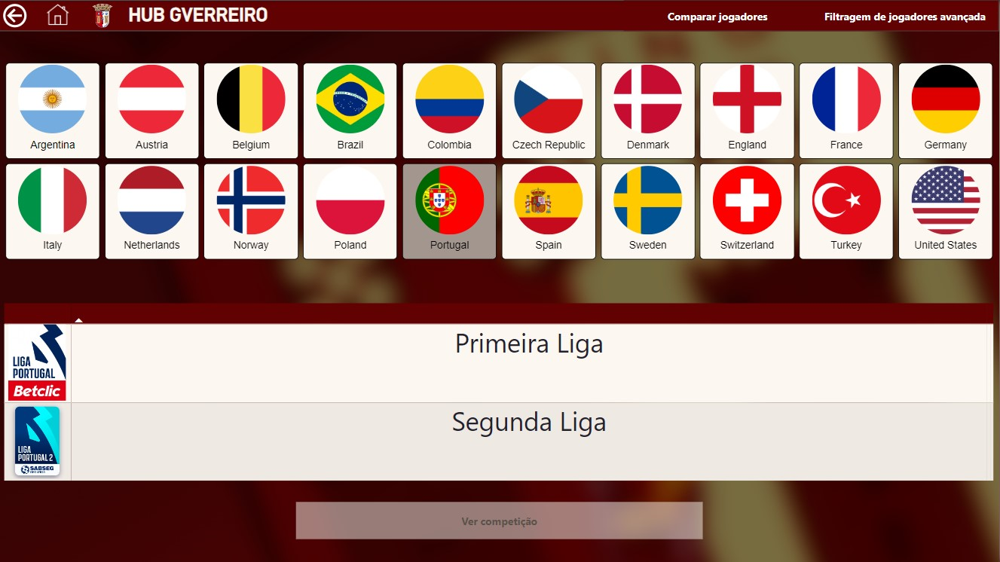 HUB GVERREIRO
Comparar jogadores
Filtragem de jogadores avançada
Argentina
Austria
Belgium
Brazil
Colombia
Czech Republic
Denmark
England
France
Germany
Italy
Netherlands
Norway
Poland
Portugal
Spain
Sweden
Switzerland
Turkey
United States
LIGA
PORTUGAL
Betclic
Primeira Liga
LIGA
PORTUGAL 2
SABSEG
Segunda Liga
Ver competição